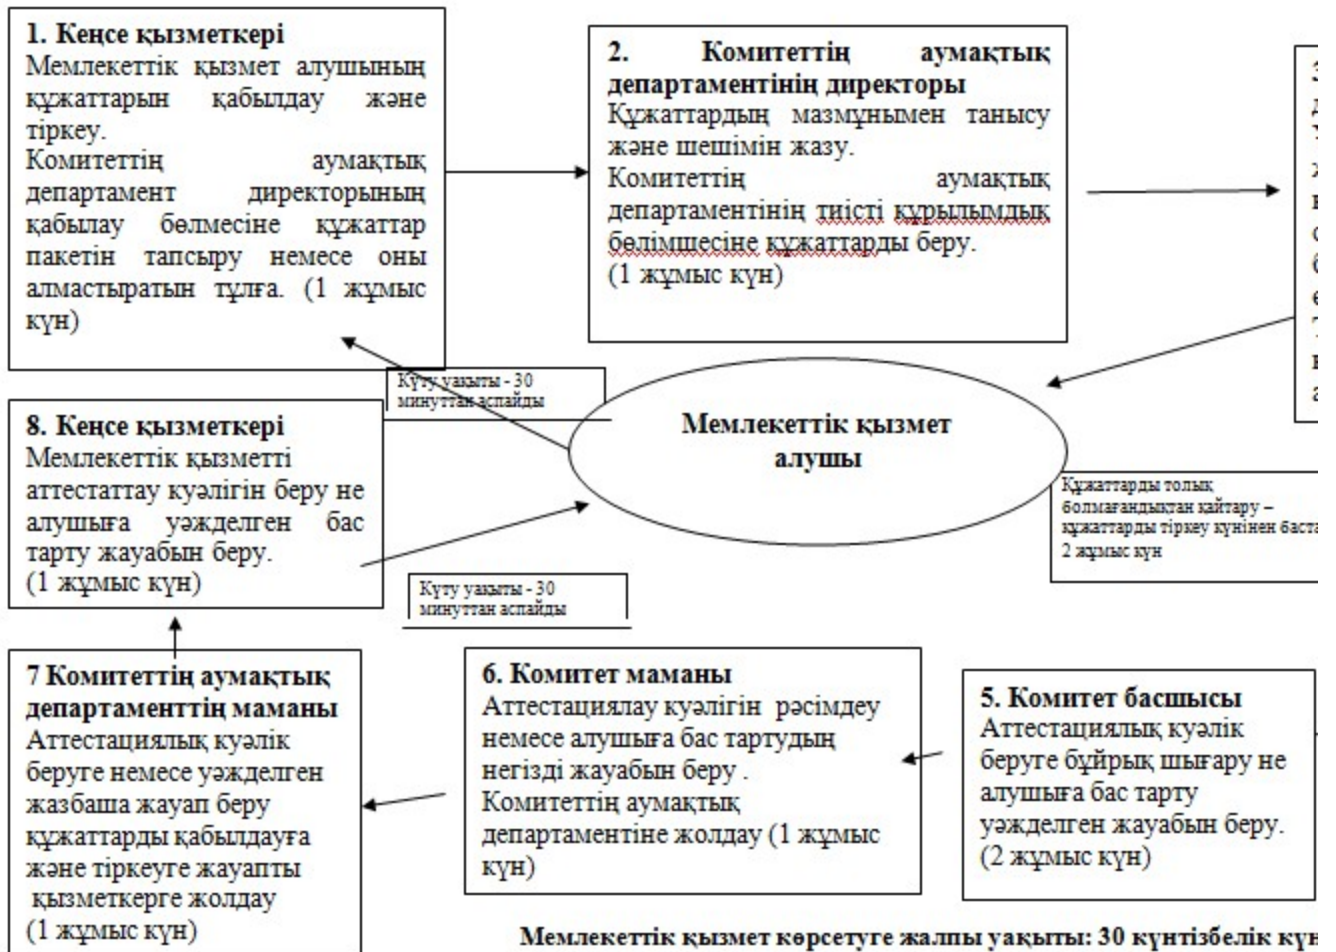 1. Кеңсе қызметкері
Мемлекеттік қызмет алушының
құжаттарын қабылдау және
тіркеу.
Комитеттің аумақтық
департамент директорының
қабылау бөлмесіне құжаттар
пакетін тапсыру немесе оны
алмастыратын тұлға. (1 жұмыс
күн)
2. Комитеттің аумақтық
департаментінің директоры
Құжаттардың мазмұнымен танысу
және шешімін жазу.
Комитеттің аумақтық
департаментінің тиісті құрылымдық
бөлімшесіне құжаттарды беру.
(1 жұмыс күн)
Күту уақыты - 30
минуттан аспайды
Мемлекеттік қызмет
алушы
8. Кеңсе қызметкері
Мемлекеттік қызметті
аттестаттау куәлігін беру не
алушыға уәжделген бас
тарту жауабын беру.
(1 жұмыс күн)
Құжаттарды толық
болмағандықтан қайтару –
құжаттарды тіркеу күнінен баста
2 жұмыс күн
Күту уақыты - 30
минуттан аспайды
7 Комитеттің аумақтық
департаменттің маманы
Аттестациялық куәлік
беруге немесе уәжделген
жазбаша жауап беру
құжаттарды қабылдауға
және тіркеуге жауапты
қызметкерге жолдау
(1 жұмыс күн)
6. Комитет маманы
Аттестациялау куәлігін рәсімдеу
немесе алушыға бас тартудың
негізді жауабын беру .
Комитеттің аумақтық
департаментіне жолдау (1 жұмыс
күн)
5. Комитет басшысы
Аттестациялық куәлік
беруге бұйрық шығару не
алушыға бас тарту
уәжделген жауабын беру.
(2 жұмыс күн)
Мемлекеттік қызмет көрсетуге жалпы уақыты: 30 күнтізбелік күн